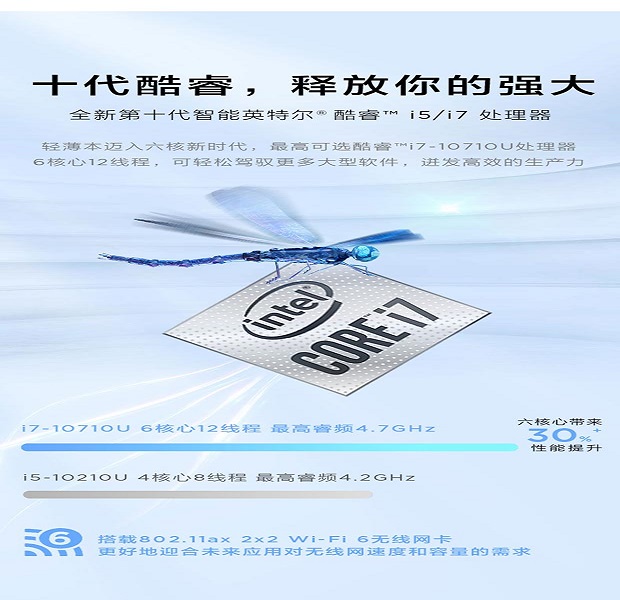 十代酷睿，释放你的强大
全新第十代智能英特尔®酷睿™ i5/i7 处理器
轻薄本迈入六核新时代，最高可选酷睿™i7-10710U处理器
6核心12线程，可轻松驾驭更多大型软件，迸发高效的生产力
intel®
CORE i7
i7-10710U 6核心12线程 最高睿频4.7GHz
六核心带来
30%+
性能提升
i5-10210U 4核心8线程 最高睿频4.2GHz
6
搭载802.11ax 2x2 Wi-Fi 6无线网卡
更好地迎合未来应用对无线网速度和容量的需求